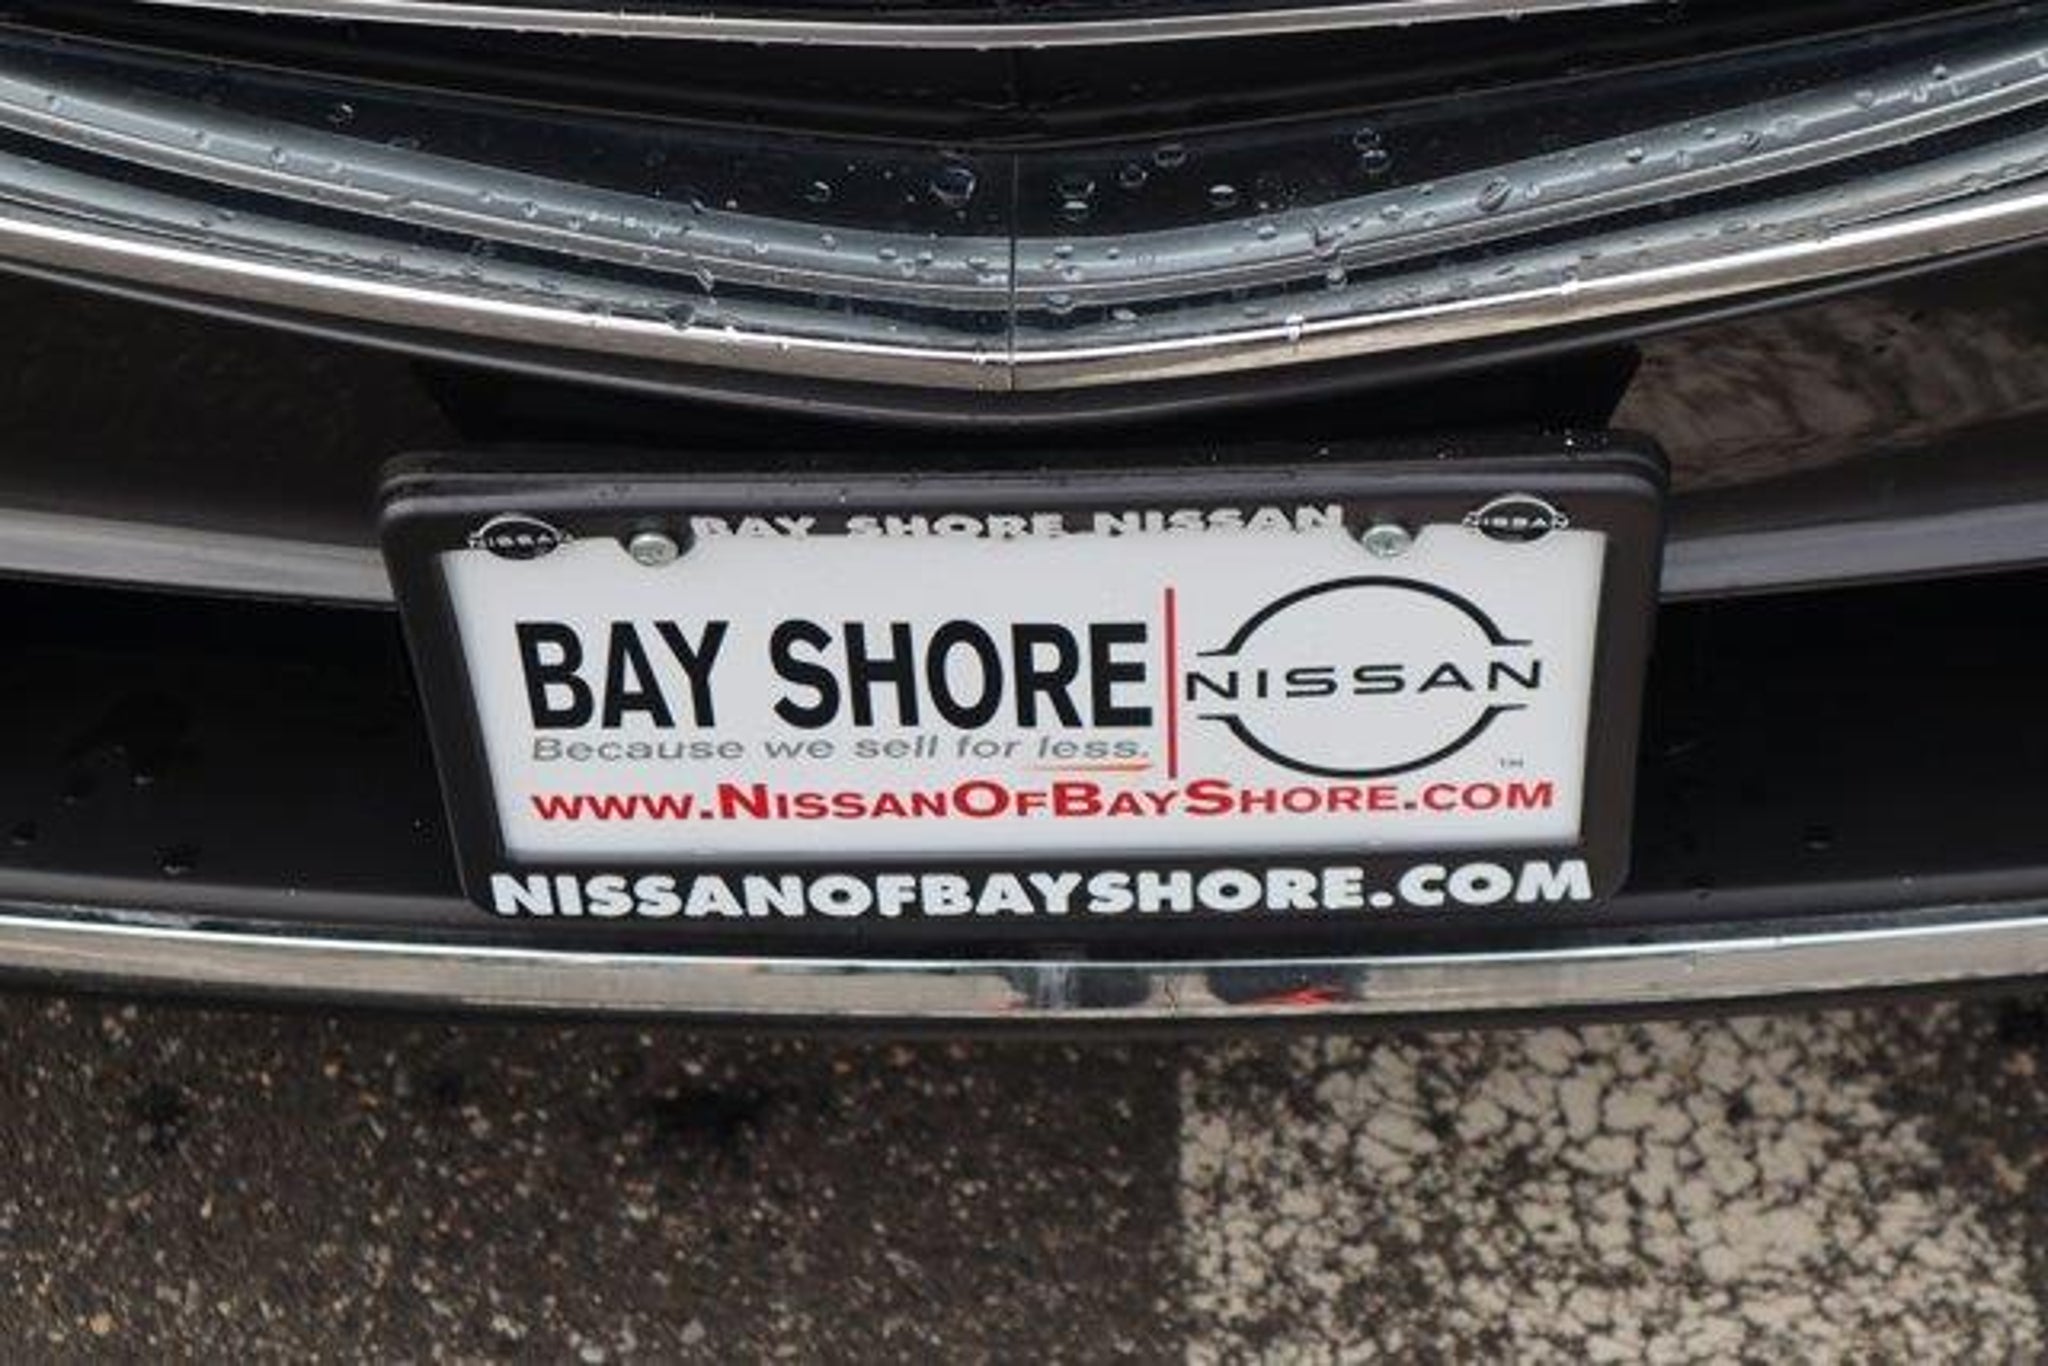 NISSAN
BAY SHORE NISSAN
NISSAN
BAY SHORE
NISSAN
Because we sell for less.
TM
www.NissanOfBayShore.com
NISSANOFBAYSHORE.COM